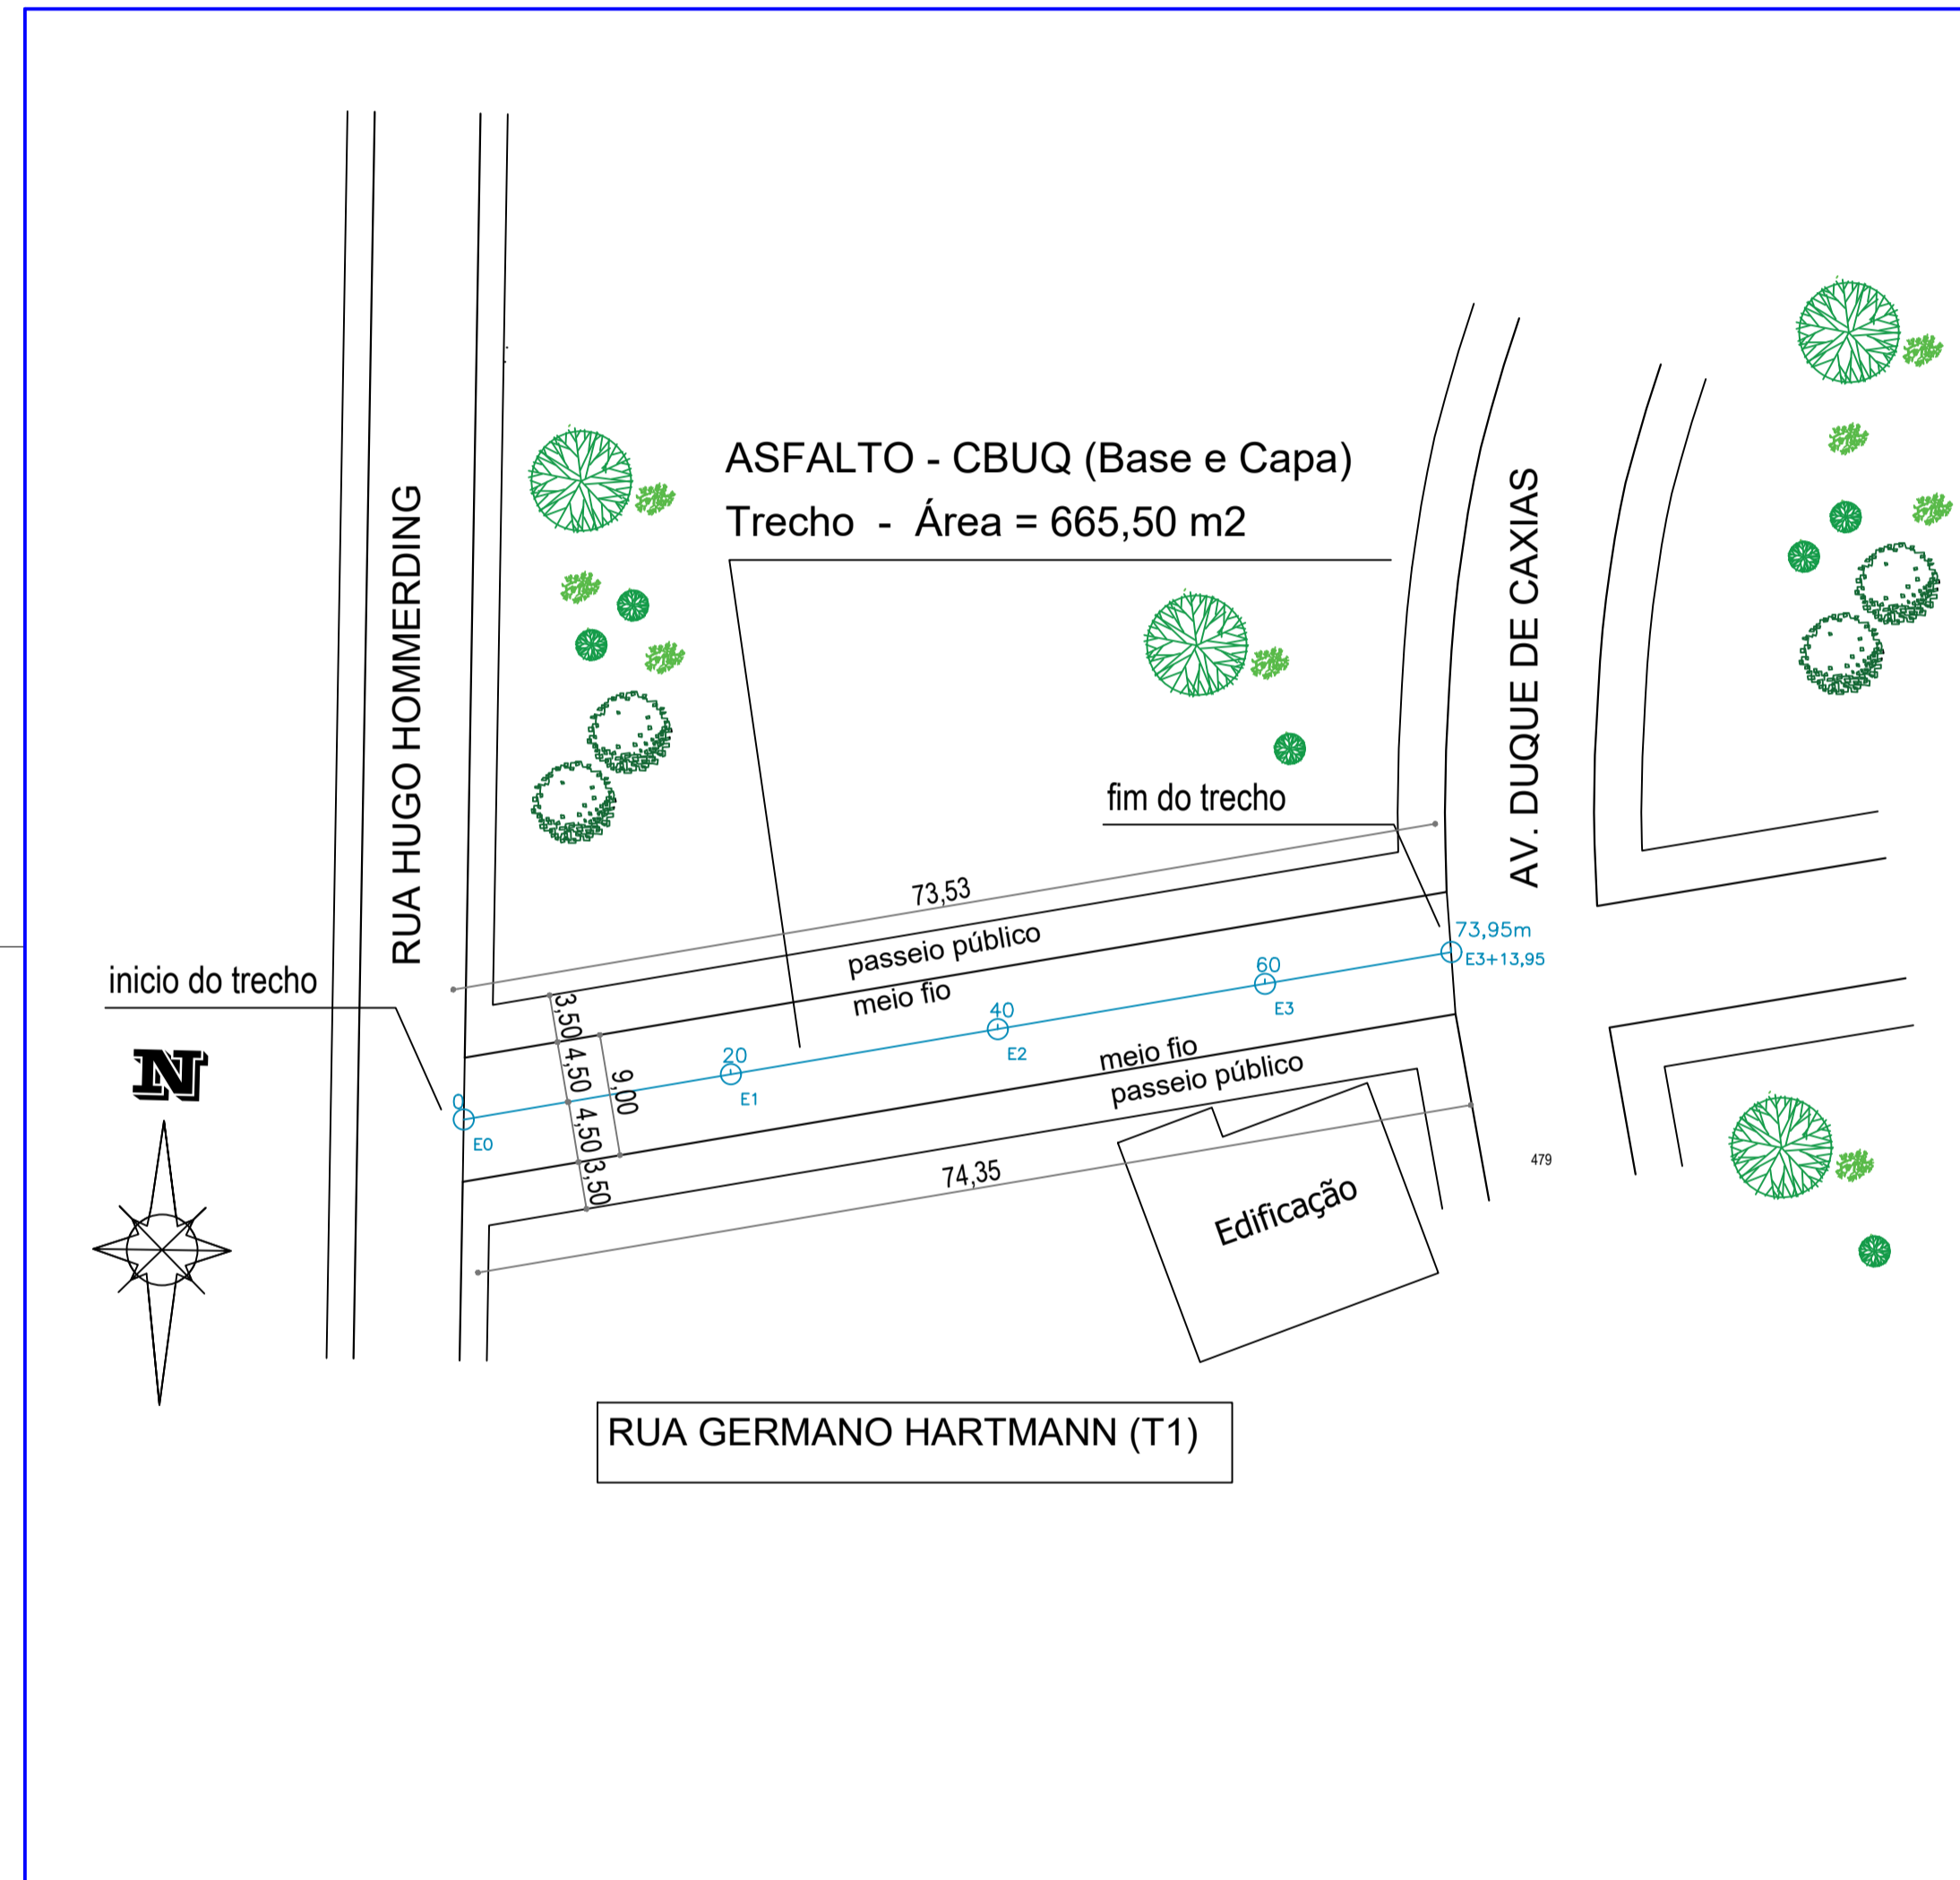 ASFALTO - CBUQ (Base e Capa)
Trecho - Área = 665,50 m2
RUA HUGO HOMMERDING
AV. DUQUE DE CAXIAS
fim do trecho
73,53
passeio público
meio fio
inicio do trecho
N
73,95m
E3+13,95
60
E3
40
E2
20
E1
0
E0
3,50
4,50
9,00
4,50
3,50
meio fio
passeio público
74,35
479
Edificação
RUA GERMANO HARTMANN (T1)